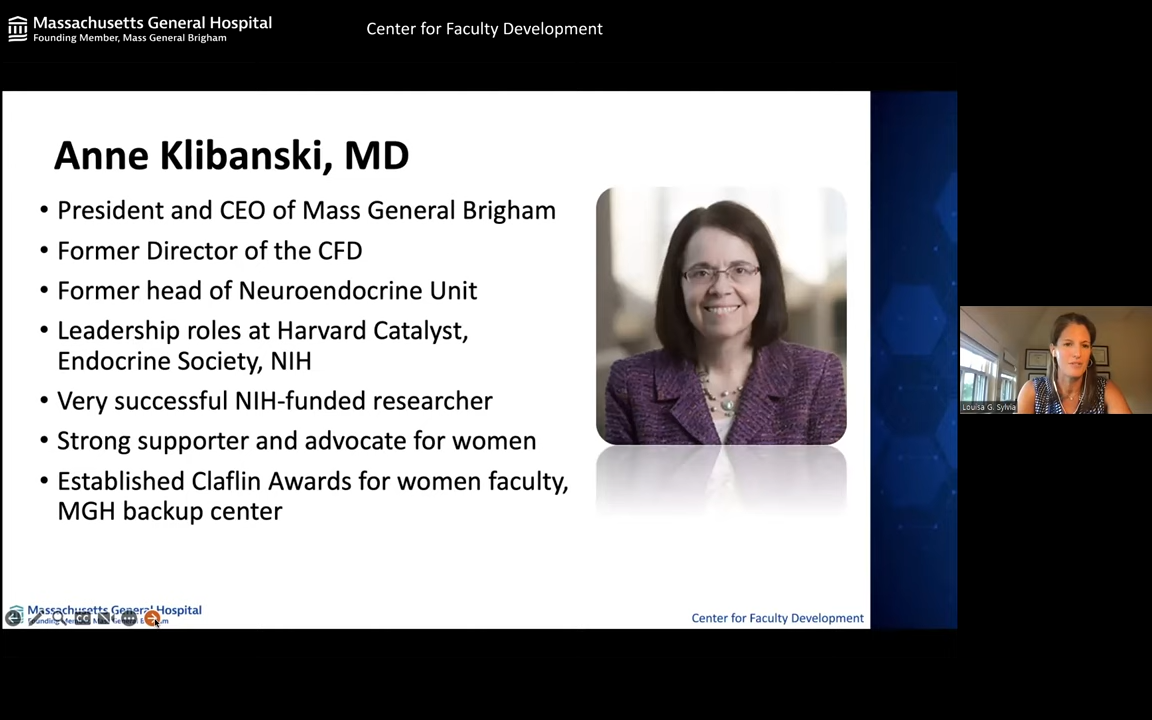 Massachusetts General Hospital
Founding Member, Mass General Brigham
Center for Faculty Development
Anne Klibanski, MD
• President and CEO of Mass General Brigham
• Former Director of the CFD
• Former head of Neuroendocrine Unit
• Leadership roles at Harvard Catalyst,
Endocrine Society, NIH
• Very successful NIH-funded researcher
• Strong supporter and advocate for women
• Established Claflin Awards for women faculty,
MGH backup center
Louisa G. Sylvia
Massachusetts General Hospital
Center for Faculty Development